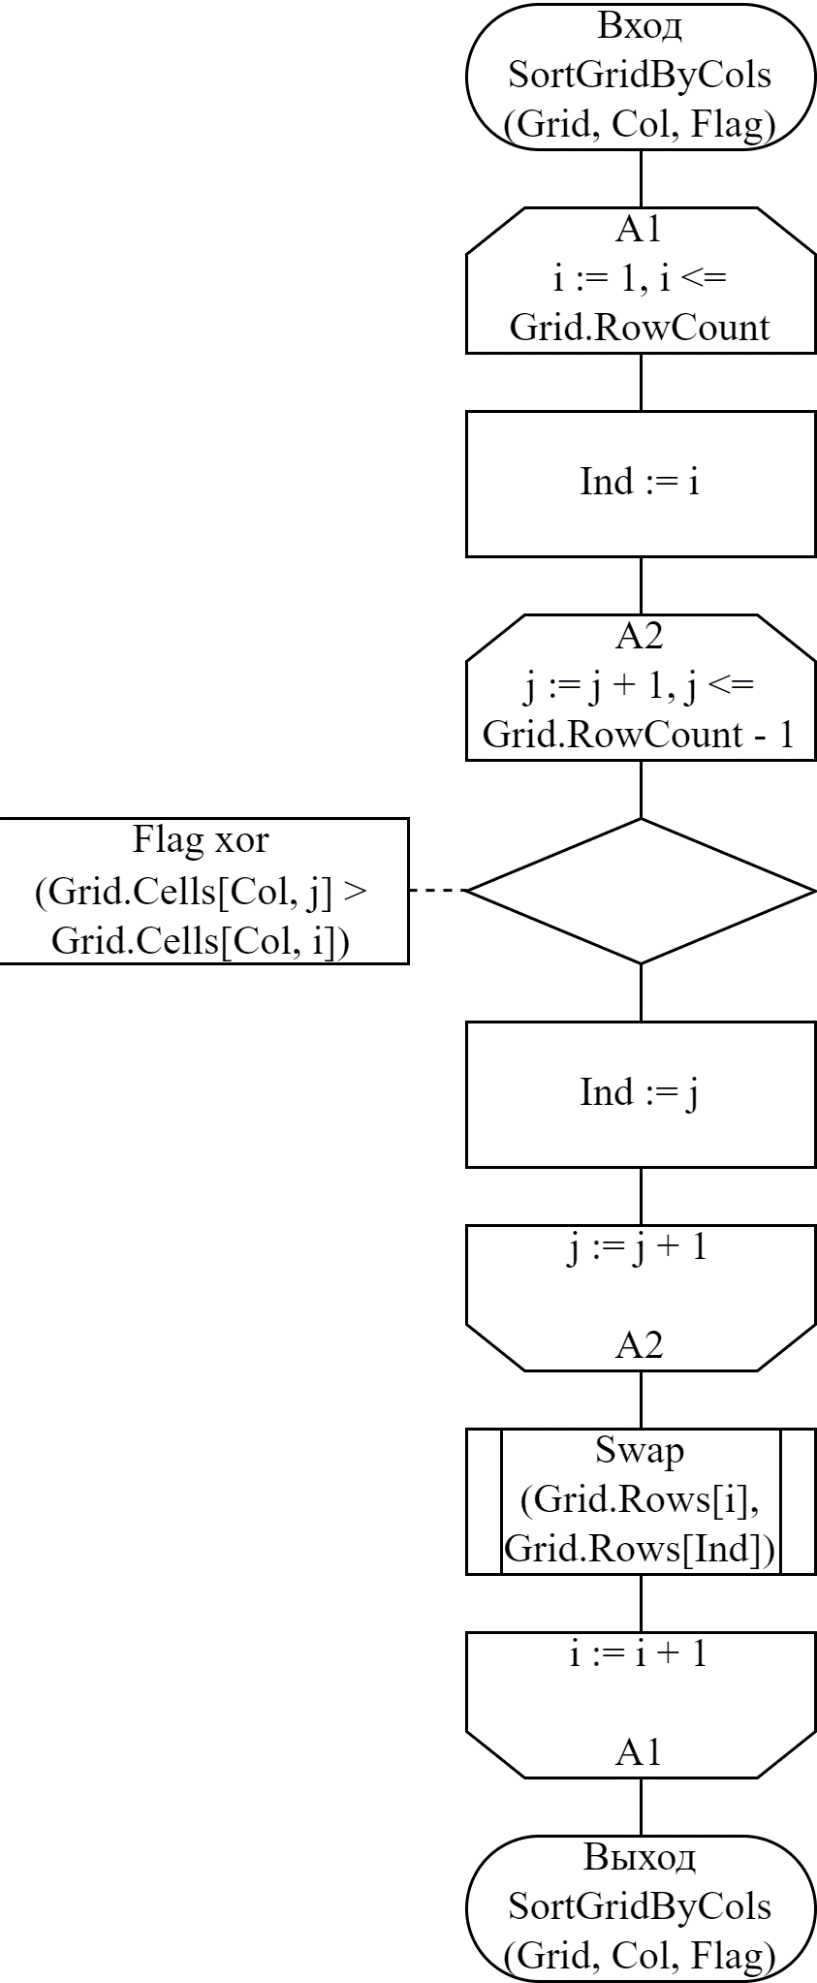 Вход
SortGridByCols
(Grid, Col, Flag)
A1
i := 1, i <=
Grid.RowCount
Ind := i
A2
j := j + 1, j <=
Grid.RowCount - 1
Flag xor
(Grid.Cells[Col, j] >
Grid.Cells[Col, i])
Ind := j
j := j + 1
A2
Swap
(Grid.Rows[i],
Grid.Rows[Ind])
i := i + 1
A1
Выход
SortGridByCols
(Grid, Col, Flag)